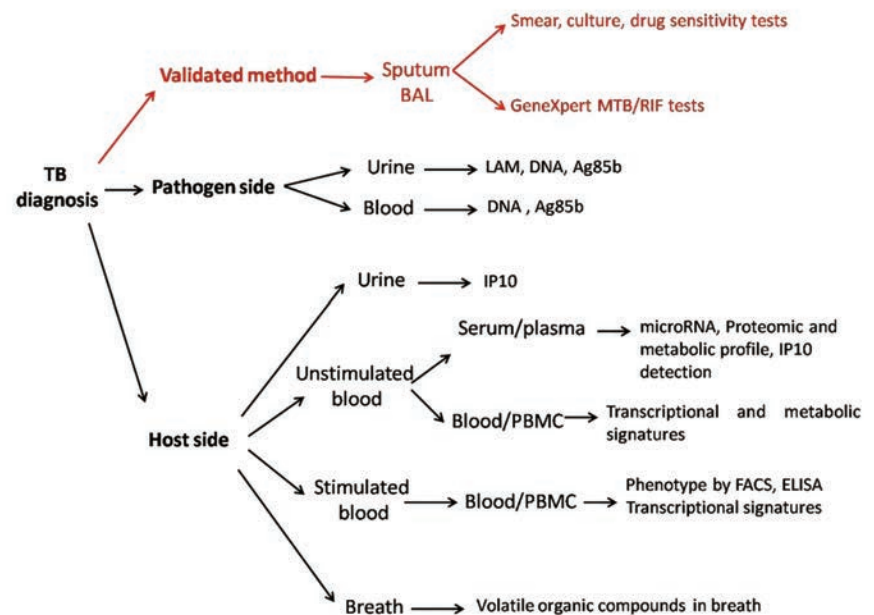 Smear, culture, drug sensitivity tests
Validated method
Sputum
BAL
GeneXpert MTB/RIF tests
TB
diagnosis
Pathogen side
Urine
LAM, DNA, Ag85b
Blood
DNA , Ag85b
Urine
IP10
Serum/plasma
microRNA, Proteomic and
metabolic profile, IP10
detection
Unstimulated
blood
Blood/PBMC
Transcriptional and metabolic
signatures
Host side
Stimulated
blood
Blood/PBMC
Phenotype by FACS, ELISA
Transcriptional signatures
Breath
Volatile organic compounds in breath